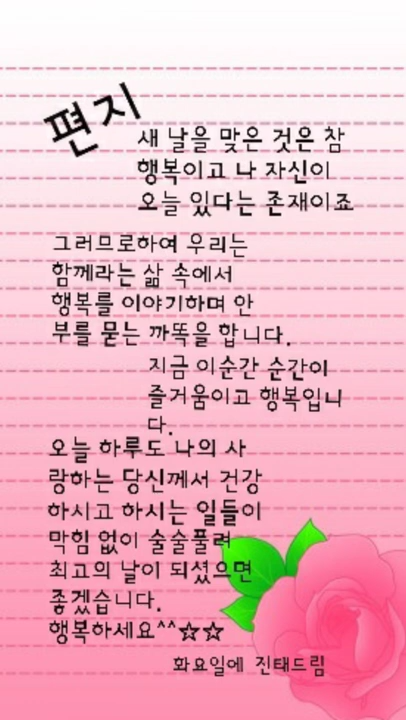 편지
새 날을 맞은 것은 참
행복이고 나 자신이
오늘 있다는 존재이죠
그러므로하여 우리는
함께라는 삶 속에서
행복를 이야기하며 안
부를 묻는 까똑을 합니다.
지금 이순간 순간이
즐거움이고 행복입니
다.
오늘 하루도 나의 사
랑하는 당신께서 건강
하시고 하시는 일들이
막힘 없이 술술풀려
최고의 날이 되셨으면
좋겠습니다.
행복하세요^^☆☆
화요일에 진태드림